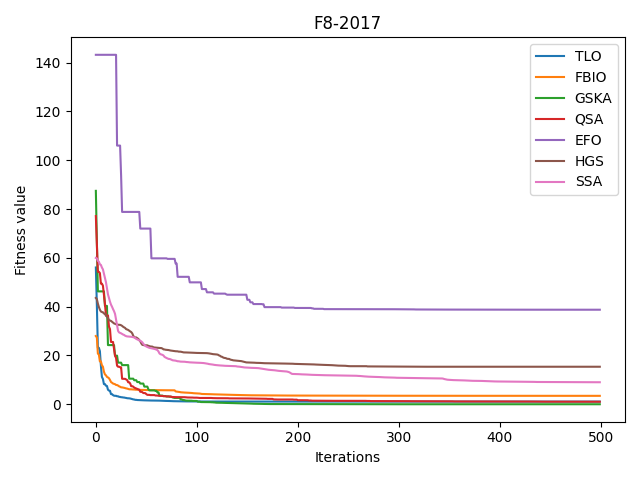 F8-2017
Fitness value
140
120
100
80
60
40
20
0
0 100 200 300 400 500
Iterations
TLO
FBIO
GSKA
QSA
EFO
HGS
SSA